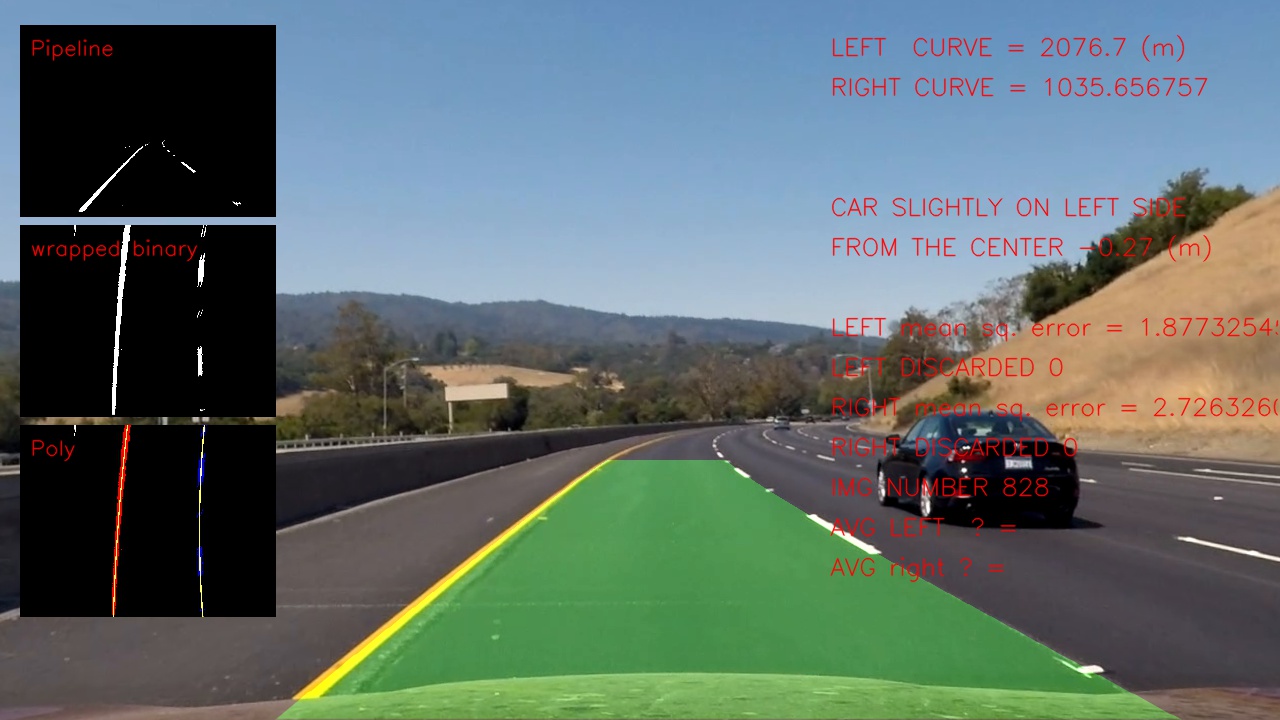 Pipeline
wrapped binary
Poly
LEFT CURVE = 2076.7 (m)
RIGHT CURVE = 1035.656757
CAR SLIGHTLY ON LEFT SIDE
FROM THE CENTER -0.27 (m)
LEFT mean sq. error = 1.8773254
LEFT DISCARDED 0
RIGHT mean sq. error = 2.726326
RIGHT DISCARDED 0
IMG NUMBER 828
AVG LEFT ? =
AVG right ? =